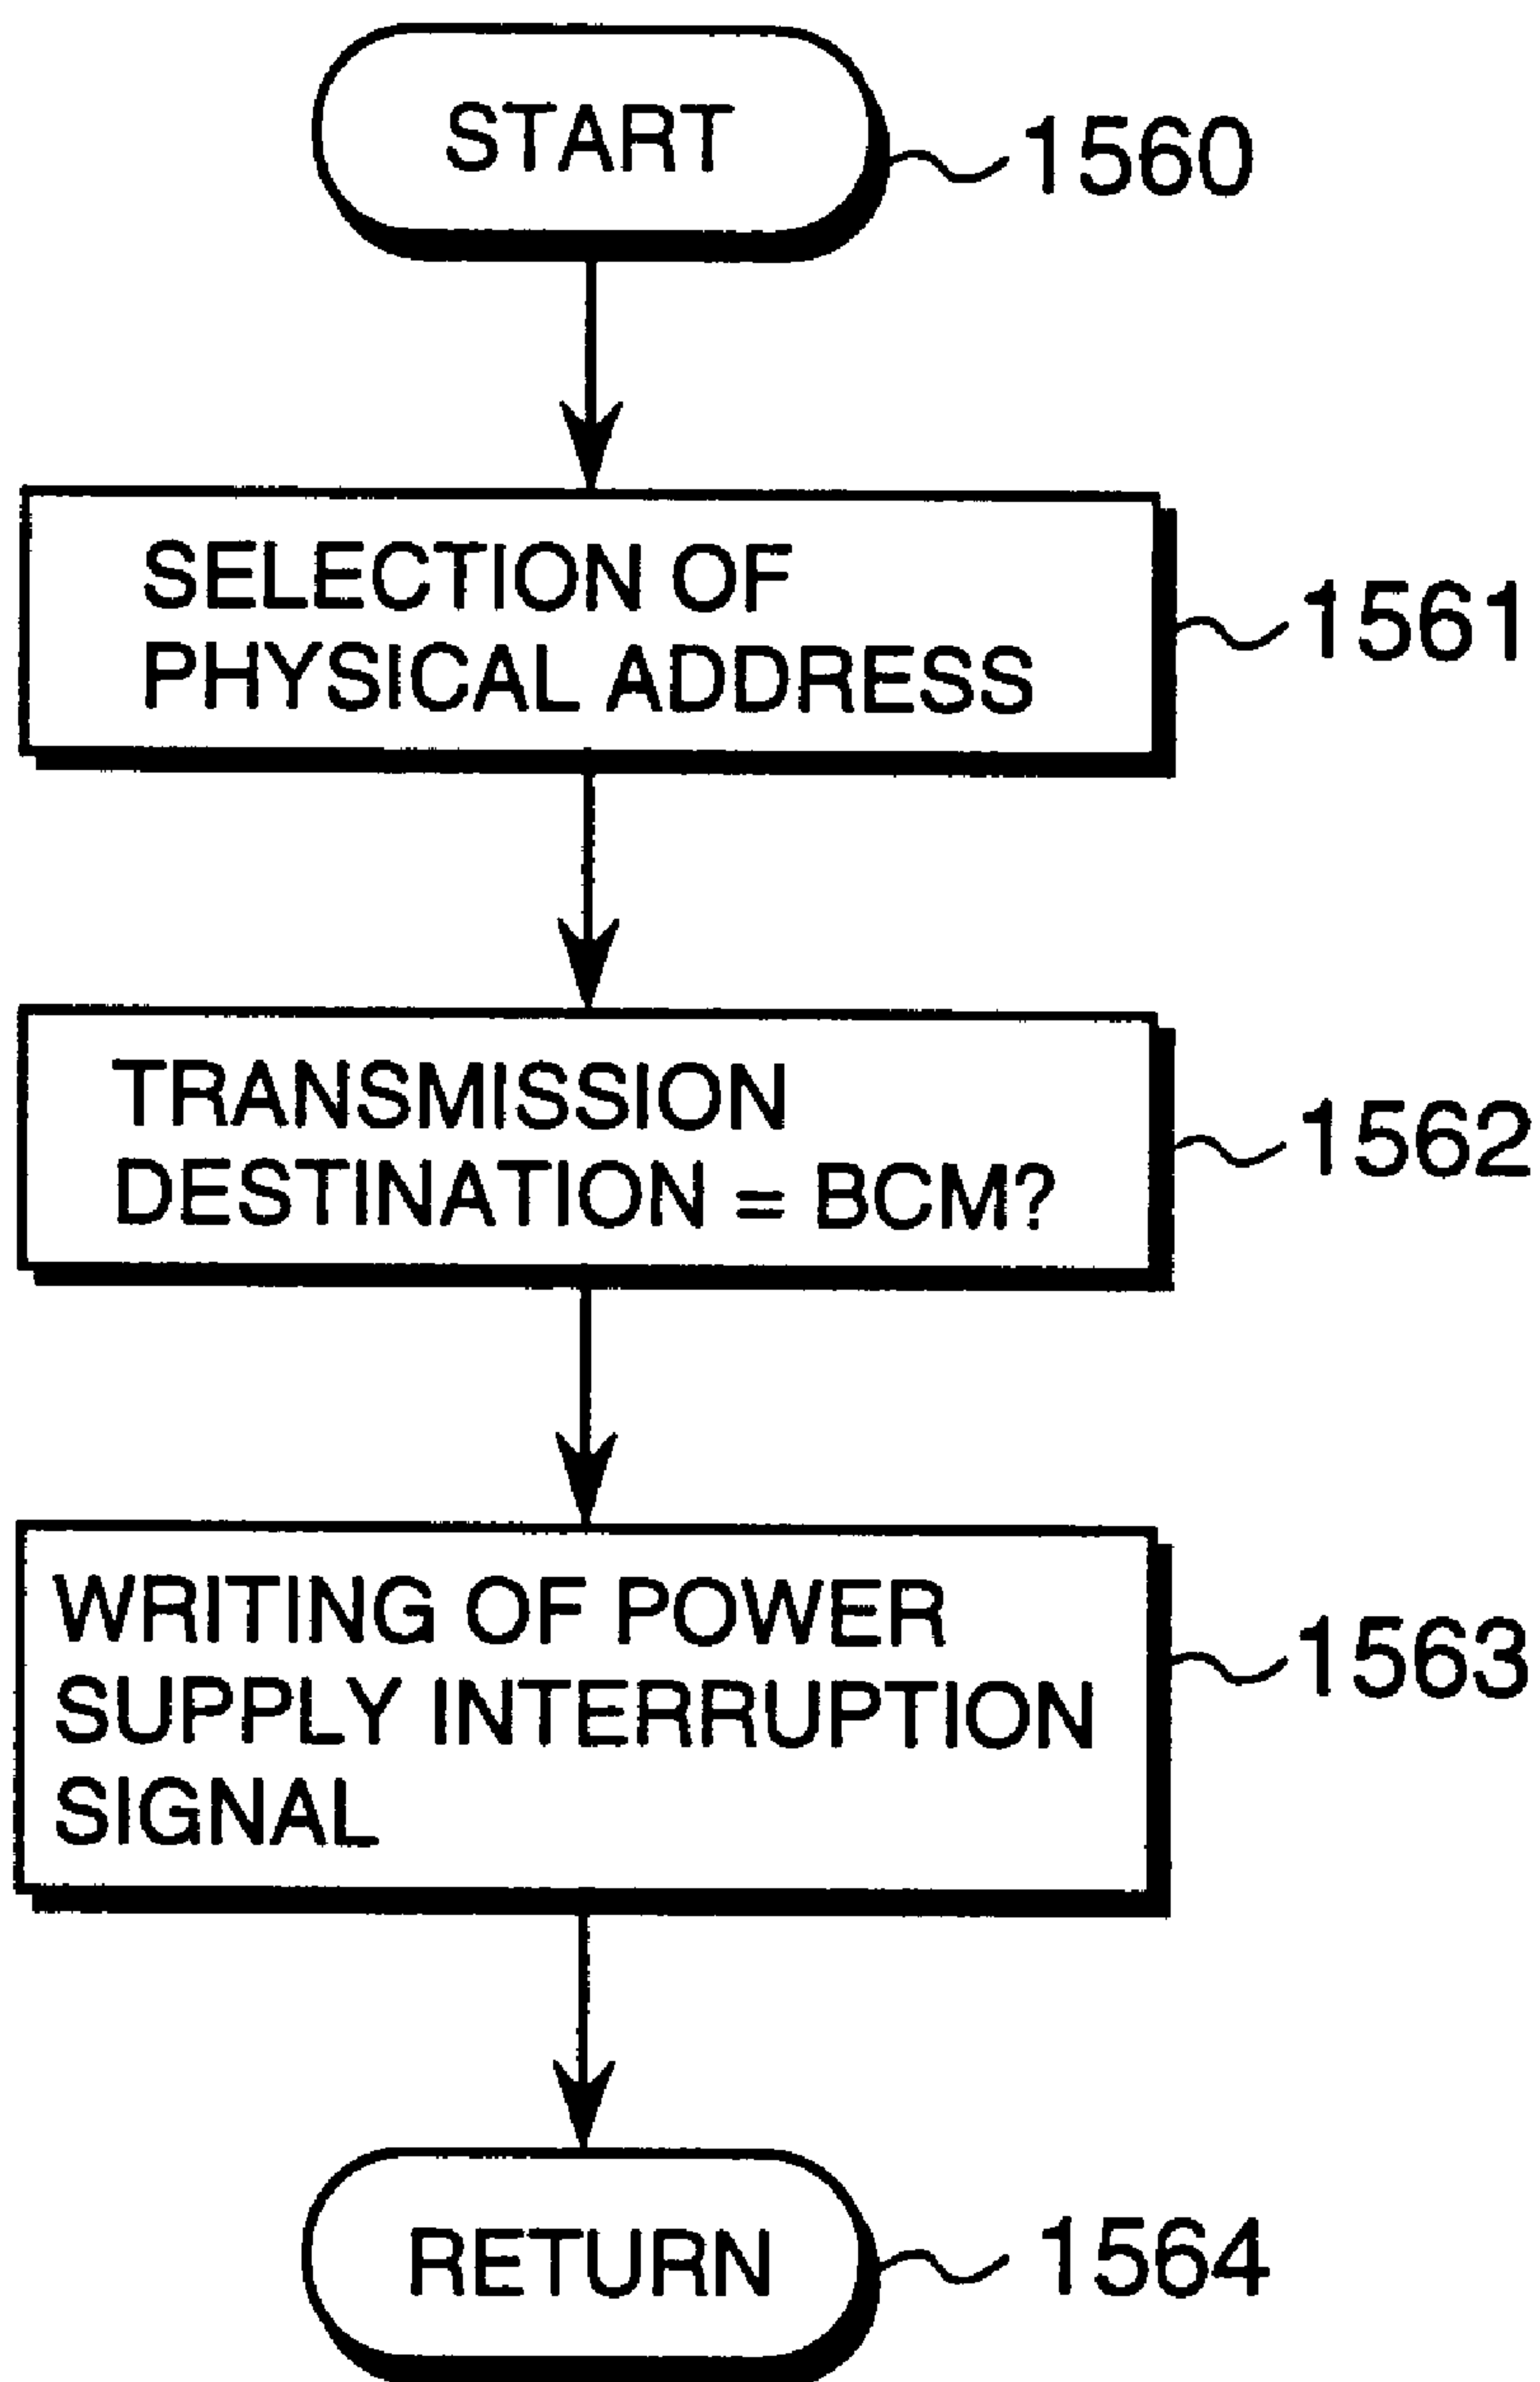 START
1560
SELECTION OF
PHYSICAL ADDRESS
1561
TRANSMISSION
DESTINATION = BCM?
1562
WRITING OF POWER
SUPPLY INTERRUPTION
SIGNAL
1563
RETURN
1564